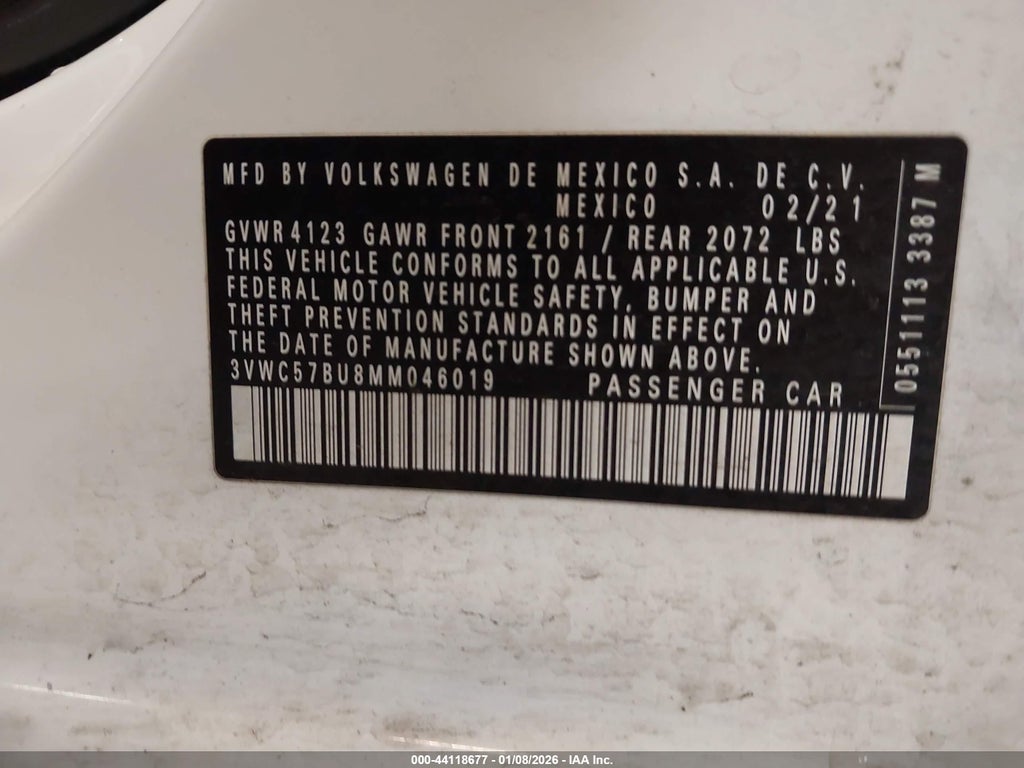 MFD BY VOLKSWAGEN DE MEXICO S.A. DE C.V.
MEXICO 02/21
GVWR 4123 GAWR FRONT 2161 / REAR 2072 LBS
THIS VEHICLE CONFORMS TO ALL APPLICABLE U.S.
FEDERAL MOTOR VEHICLE SAFETY, BUMPER AND
THEFT PREVENTION STANDARDS IN EFFECT ON
THE DATE OF MANUFACTURE SHOWN ABOVE.
3VWC57BU8MM046019 PASSENGER CAR
0551113 3387 M
000-44118677 - 01/08/2026 - IAA Inc.